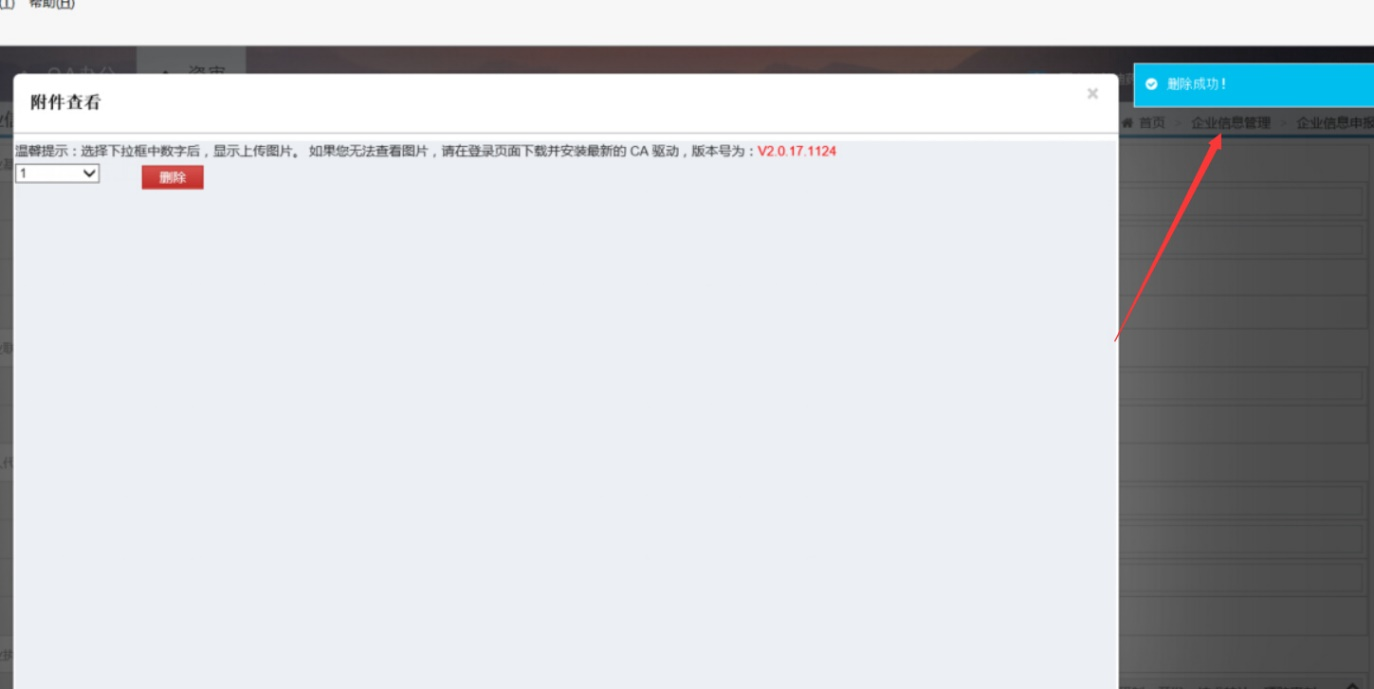 帮助(H)
资审
附件查看
×
删除成功！
首页 > 企业信息管理 > 企业信息申报
温馨提示：选择下拉框中数字后，显示上传图片。 如果您无法查看图片，请在登录页面下载并安装最新的 CA 驱动，版本号为：V2.0.17.1124
1
删除